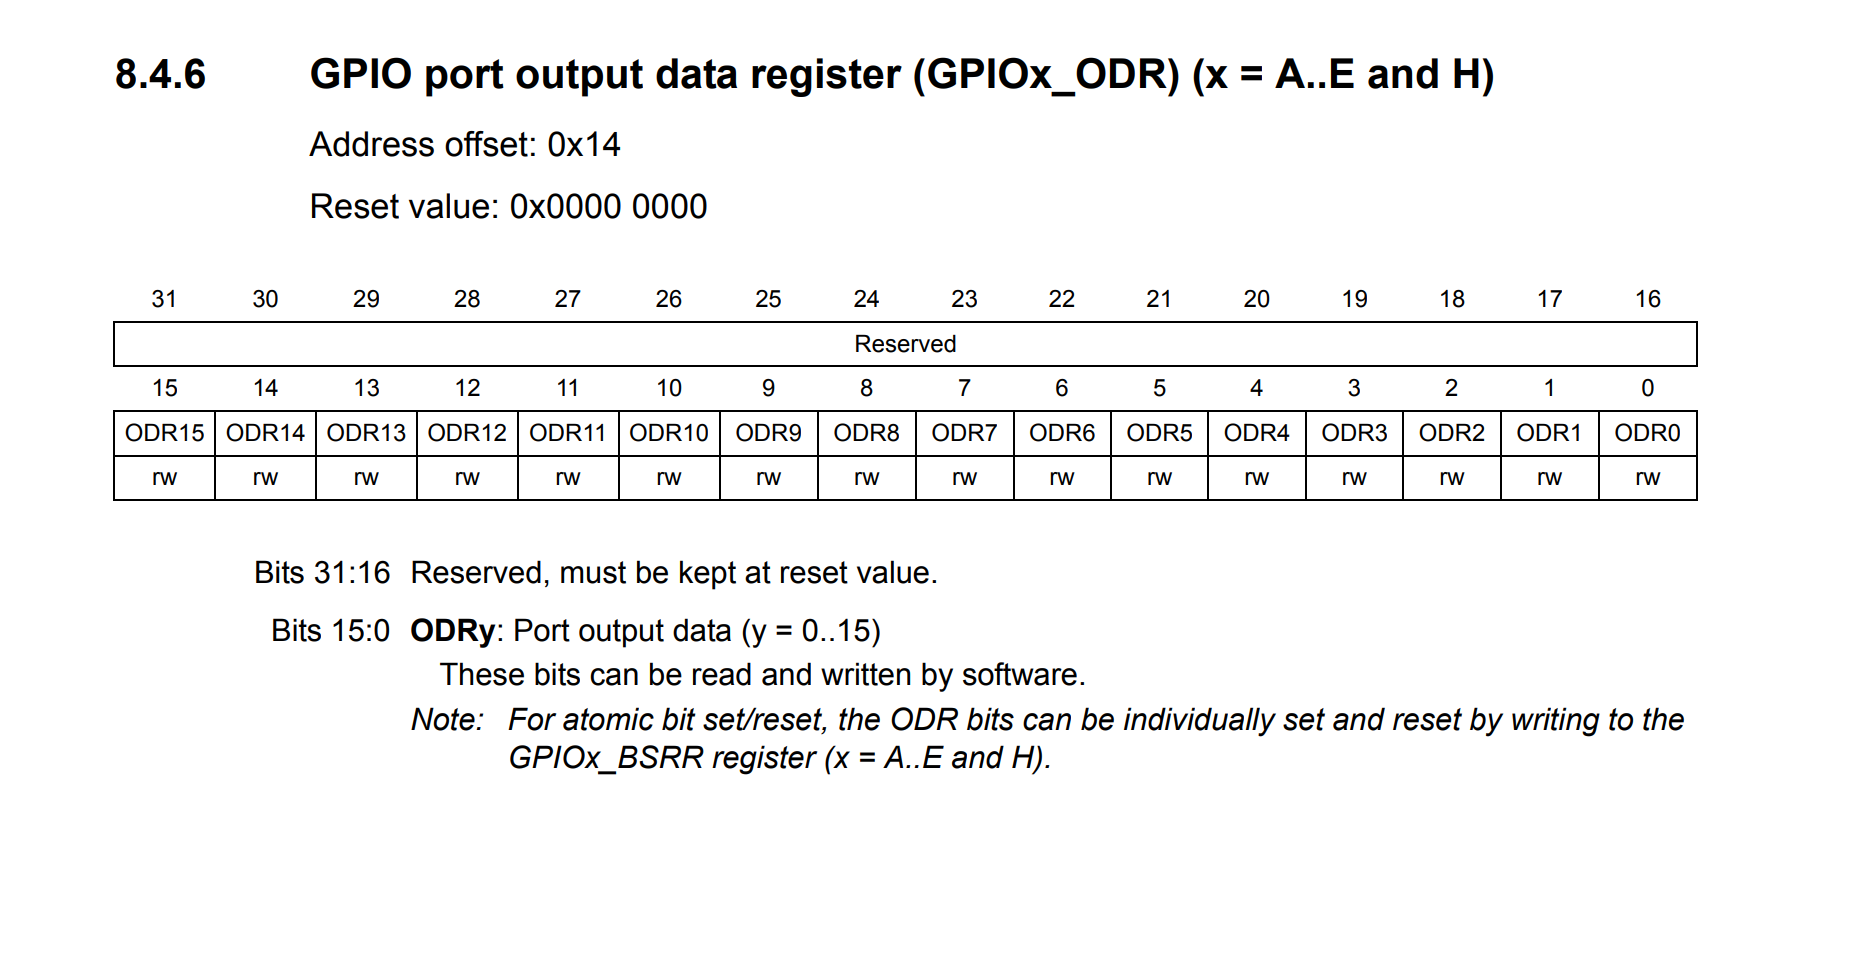 8.4.6 GPIO port output data register (GPIOx_ODR) (x = A..E and H)
Address offset: 0x14
Reset value: 0x0000 0000
31 30 29 28 27 26 25 24 23 22 21 20 19 18 17 16
Reserved
15 14 13 12 11 10 9 8 7 6 5 4 3 2 1 0
ODR15 ODR14 ODR13 ODR12 ODR11 ODR10 ODR9 ODR8 ODR7 ODR6 ODR5 ODR4 ODR3 ODR2 ODR1 ODR0
rw rw rw rw rw rw rw rw rw rw rw rw rw rw rw rw
Bits 31:16 Reserved, must be kept at reset value.
Bits 15:0 ODRy: Port output data (y = 0..15)
These bits can be read and written by software.
Note: For atomic bit set/reset, the ODR bits can be individually set and reset by writing to the
GPIOx_BSRR register (x = A..E and H).